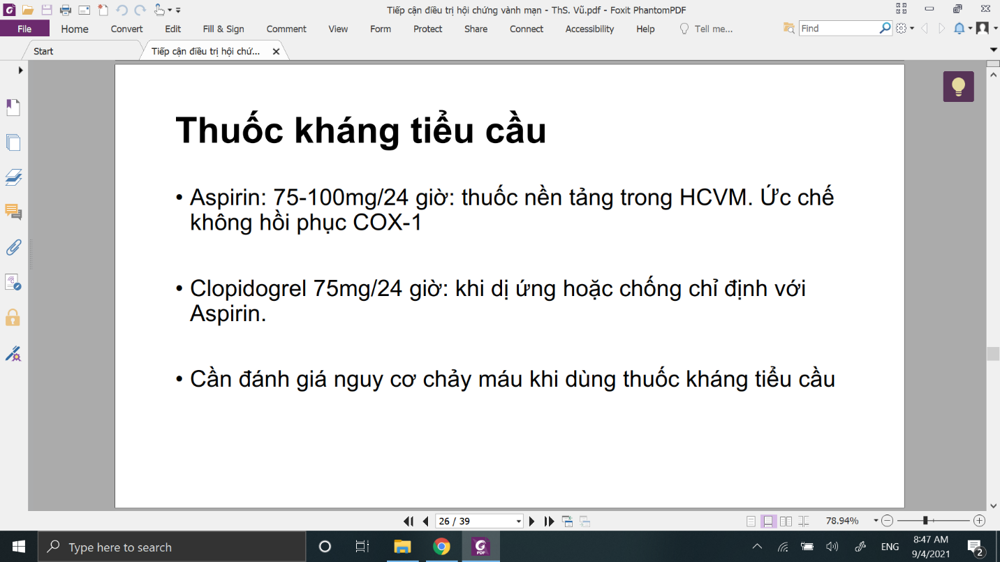 Tiếp cận điều trị hội chứng vành mạn - ThS. Vũ.pdf - Foxit PhantomPDF
File Home Convert Edit Fill & Sign Comment View Form Protect Share Connect Accessibility Help Tell me... Find
Start Tiếp cận điều trị hội chứ...
Thuốc kháng tiểu cầu
• Aspirin: 75-100mg/24 giờ: thuốc nền tảng trong HCVM. Ức chế
không hồi phục COX-1
• Clopidogrel 75mg/24 giờ: khi dị ứng hoặc chống chỉ định với
Aspirin.
• Cần đánh giá nguy cơ chảy máu khi dùng thuốc kháng tiểu cầu
26 / 39 78.94%
Type here to search PDF ENG 8:47 AM
9/4/2021 2